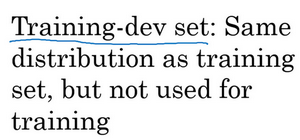 Training-dev set: Same
distribution as training
set, but not used for
training